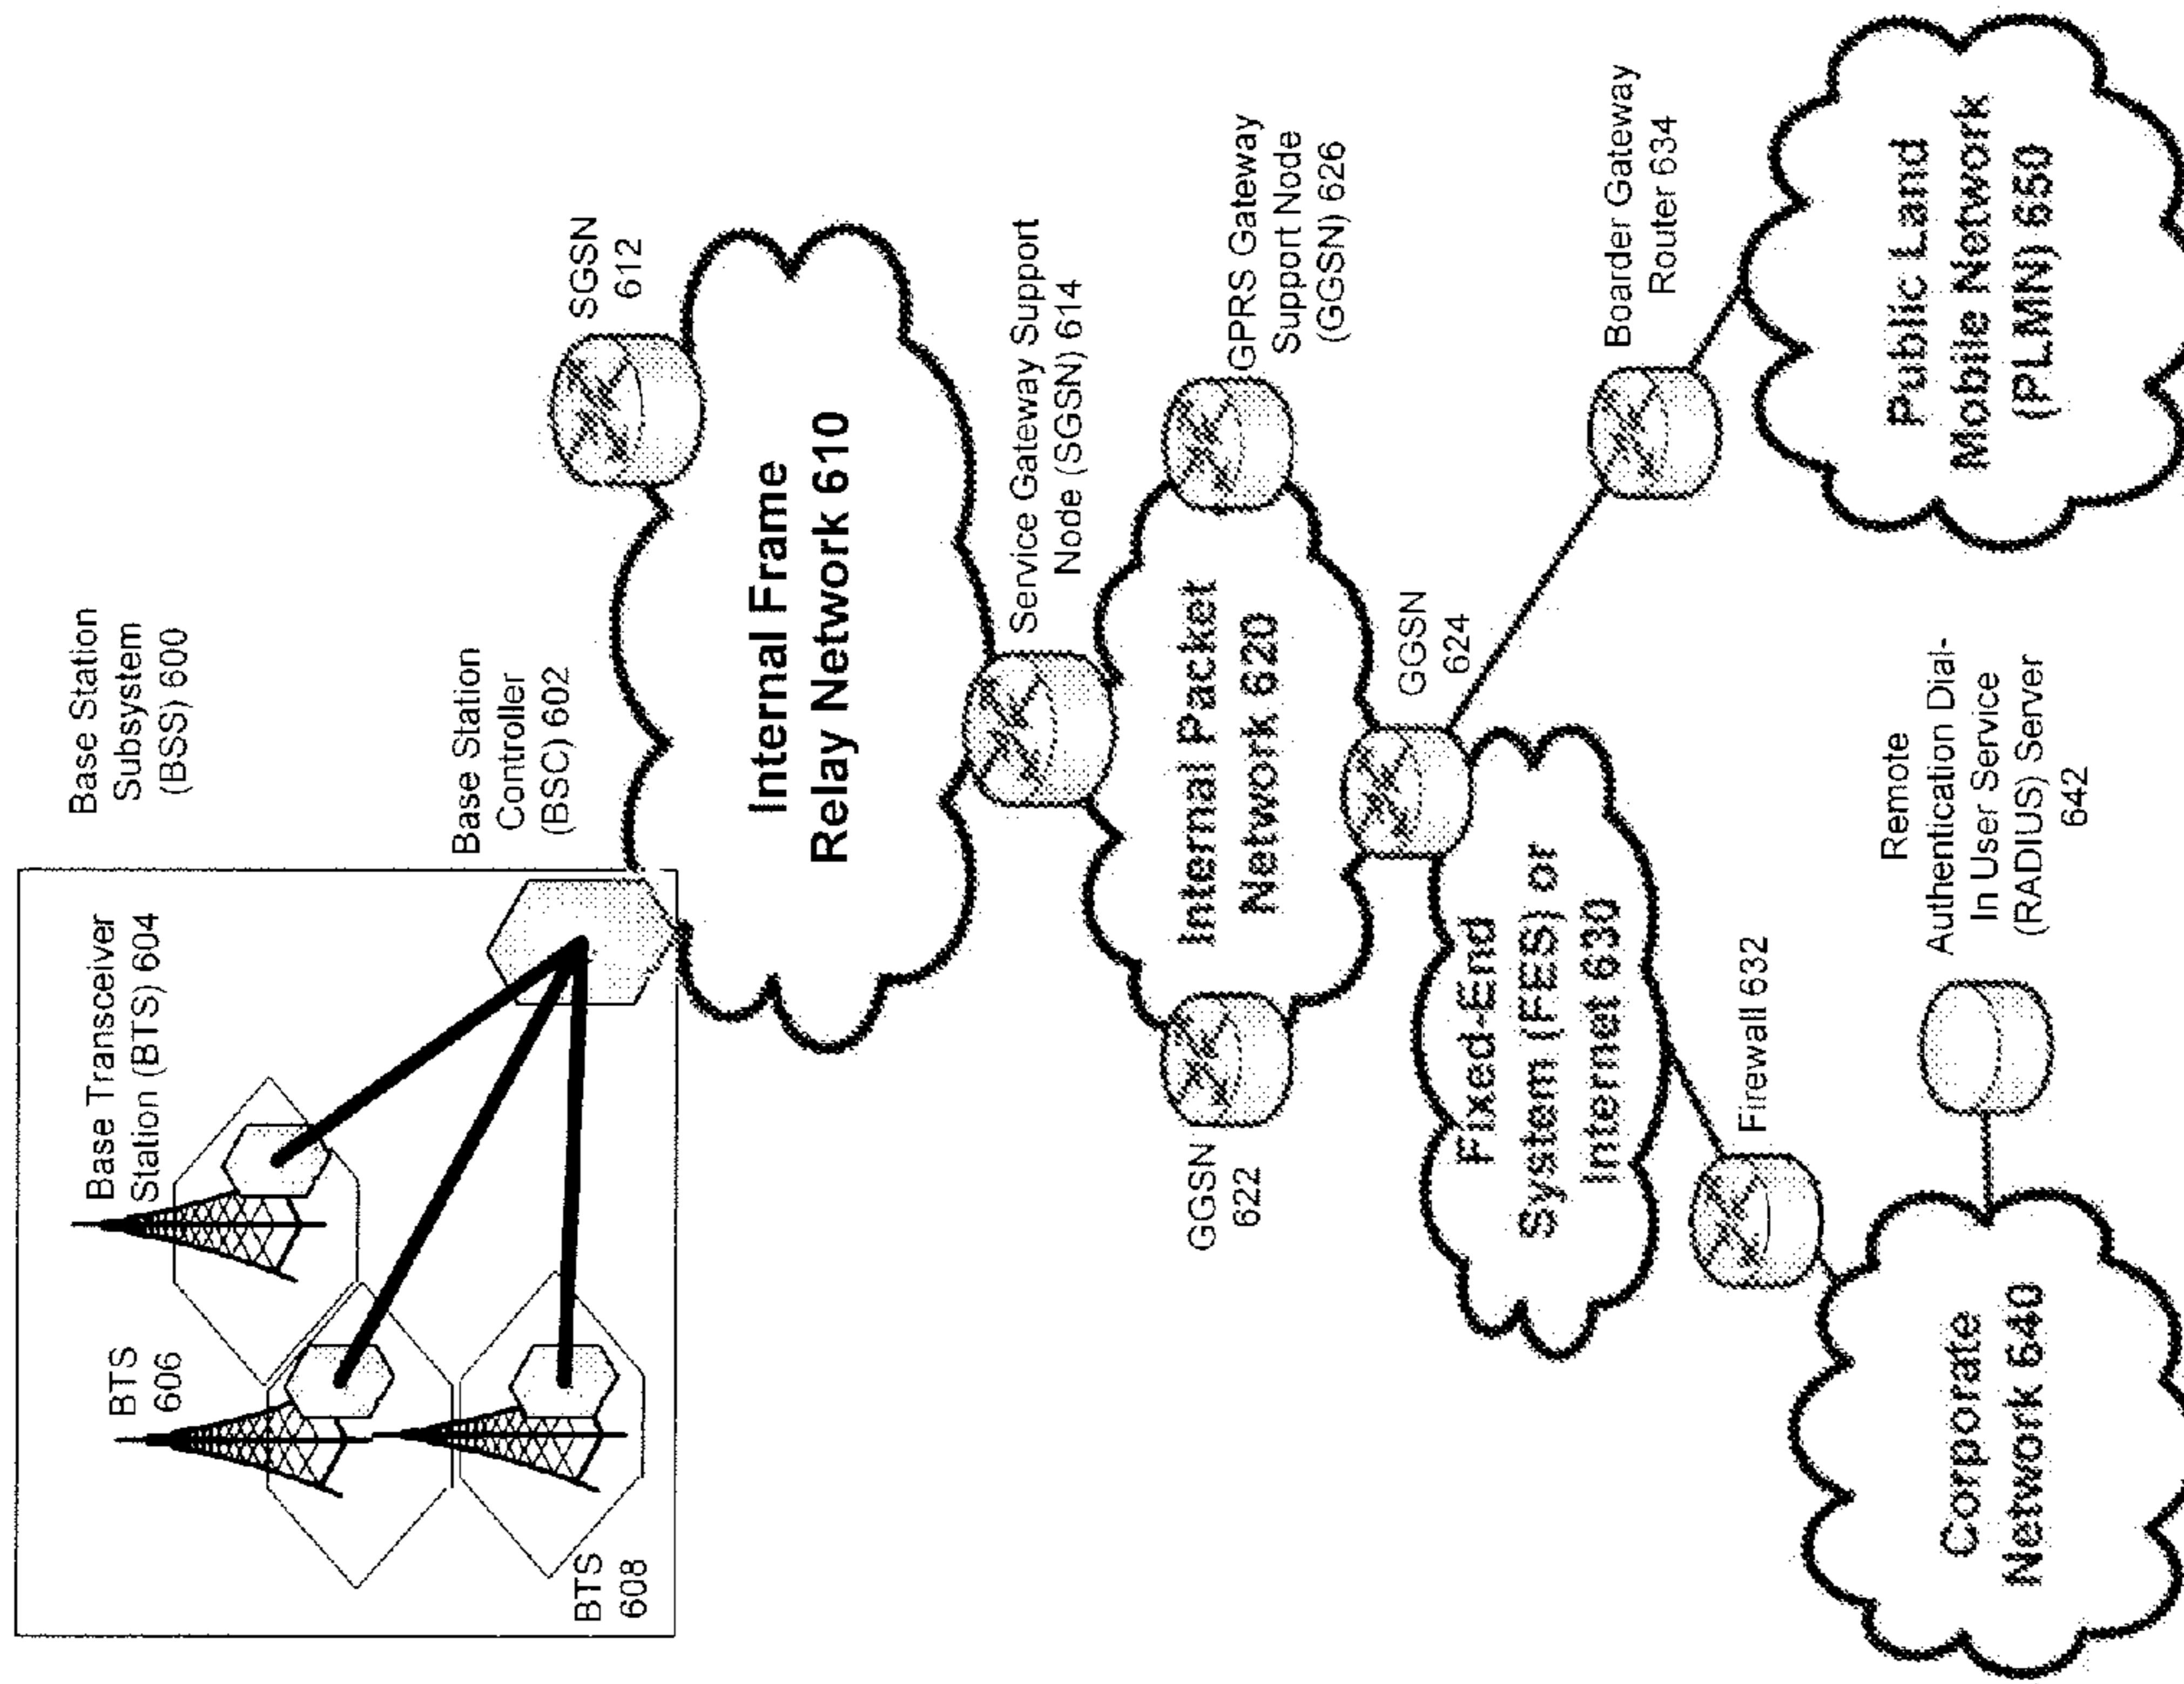 Base Station
Subsystem
(BSS) 600
Base Transceiver
Station (BTS) 604
BTS
606
BTS
608
Base Station
Controller
(BSC) 602
SGSN
612
Internal Frame
Relay Network 610
Service Gateway Support
Node (SGSN) 614
GPRS Gateway
Support Node
(GGSN) 626
Internal Packet
Network 620
GGSN
622
GGSN
624
Fixed-End
System (FES) or
Internet 630
Boarder Gateway
Router 634
Firewall 632
Remote
Authentication Dial-
In User Service
(RADIUS) Server
642
Public Land
Mobile Network
(PLMN) 650
Corporate
Network 640